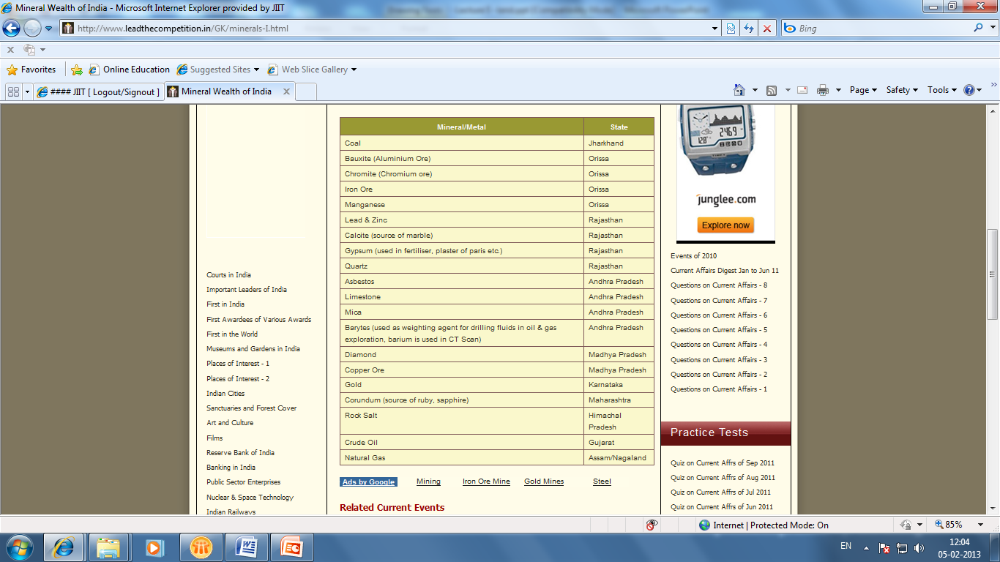 Mineral Wealth of India - Microsoft Internet Explorer provided by JIIT
http://www.leadthecompetition.in/GK/minerals-I.html
Bing
Favorites Online Education Suggested Sites Web Slice Gallery
#### JIIT [ Logout/Signout ] Mineral Wealth of India X Page Safety Tools
Mineral/Metal State
Coal Jharkhand
Bauxite (Aluminium Ore) Orissa
Chromite (Chromium ore) Orissa
Iron Ore Orissa
Manganese Orissa
Lead & Zinc Rajasthan
Calcite (source of marble) Rajasthan
Gypsum (used in fertiliser, plaster of paris etc.) Rajasthan
Quartz Rajasthan
Asbestos Andhra Pradesh
Limestone Andhra Pradesh
Mica Andhra Pradesh
Barytes (used as weighting agent for drilling fluids in oil & gas Andhra Pradesh
exploration, barium is used in CT Scan)
Diamond Madhya Pradesh
Copper Ore Madhya Pradesh
Gold Karnataka
Corundum (source of ruby, sapphire) Maharashtra
Rock Salt Himachal
Pradesh
Crude Oil Gujarat
Natural Gas Assam/Nagaland
Ads by Google Mining Iron Ore Mine Gold Mines Steel
Related Current Events
Courts in India
Important Leaders of India
First in India
First Awardees of Various Awards
First in the World
Museums and Gardens in India
Places of Interest - 1
Places of Interest - 2
Indian Cities
Sanctuaries and Forest Cover
Art and Culture
Films
Reserve Bank of India
Banking in India
Public Sector Enterprises
Nuclear & Space Technology
Indian Railways
junglee.com
Explore now
Events of 2010
Current Affairs Digest Jan to Jun 11
Questions on Current Affairs - 8
Questions on Current Affairs - 7
Questions on Current Affairs - 6
Questions on Current Affairs - 5
Questions on Current Affairs - 4
Questions on Current Affairs - 3
Questions on Current Affairs - 2
Questions on Current Affairs - 1
Practice Tests
Quiz on Current Affrs of Sep 2011
Quiz on Current Affrs of Aug 2011
Quiz on Current Affrs of Jul 2011
Quiz on Current Affrs of Jun 2011
Internet | Protected Mode: On 85%
EN 12:04
05-02-2013